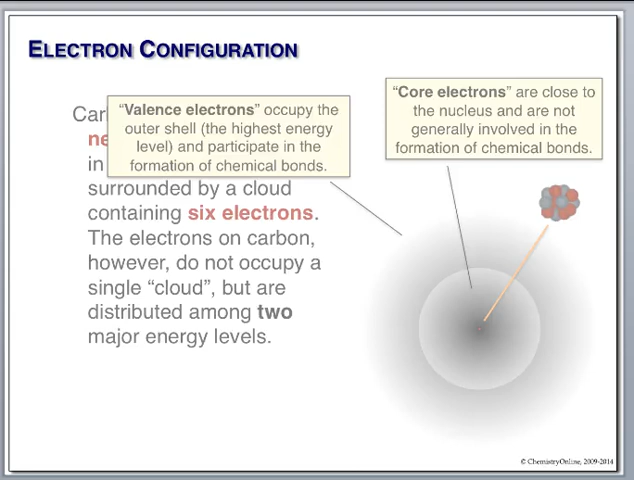 ELECTRON CONFIGURATION
"Core electrons" are close to
the nucleus and are not
generally involved in the
formation of chemical bonds.
"Valence electrons" occupy the
outer shell (the highest energy
level) and participate in the
formation of chemical bonds.
in
surrounded by a cloud
containing six electrons.
The electrons on carbon,
however, do not occupy a
single "cloud", but are
distributed among two
major energy levels.
© ChemistryOnline, 2009-2014